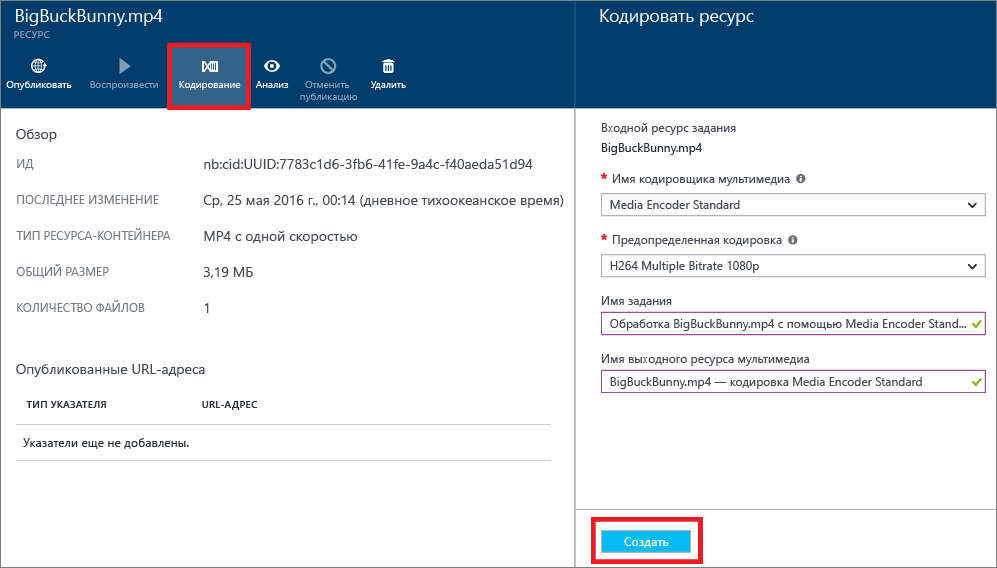 BigBuckBunny.mp4
РЕСУРС
Опубликовать
Воспроизвести
Кодирование
Анализ
Отменить
публикацию
Удалить
Обзор
ИД nb:cid:UUID:7783c1d6-3fb6-41fe-9a4c-f40aeda51d94
ПОСЛЕДНЕЕ ИЗМЕНЕНИЕ Ср, 25 мая 2016 г., 00:14 (дневное тихоокеанское время)
ТИП РЕСУРСА-КОНТЕЙНЕРА MP4 с одной скоростью
ОБЩИЙ РАЗМЕР 3,19 МБ
КОЛИЧЕСТВО ФАЙЛОВ 1
Опубликованные URL-адреса
ТИП УКАЗАТЕЛЯ URL-АДРЕС
Указатели еще не добавлены.
Кодировать ресурс
Входной ресурс задания
BigBuckBunny.mp4
* Имя кодировщика мультимедиа
Media Encoder Standard
* Предопределенная кодировка
H264 Multiple Bitrate 1080p
Имя задания
Обработка BigBuckBunny.mp4 с помощью Media Encoder Stand...
Имя выходного ресурса мультимедиа
BigBuckBunny.mp4 — кодировка Media Encoder Standard
Создать